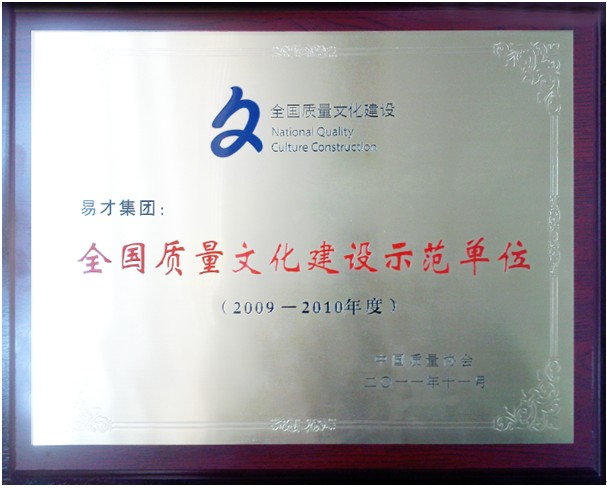 全国质量文化建设
National Quality
Culture Construction
易才集团：
全国质量文化建设示范单位
（2009－2010年度）
中国质量协会
二〇一一年十一月